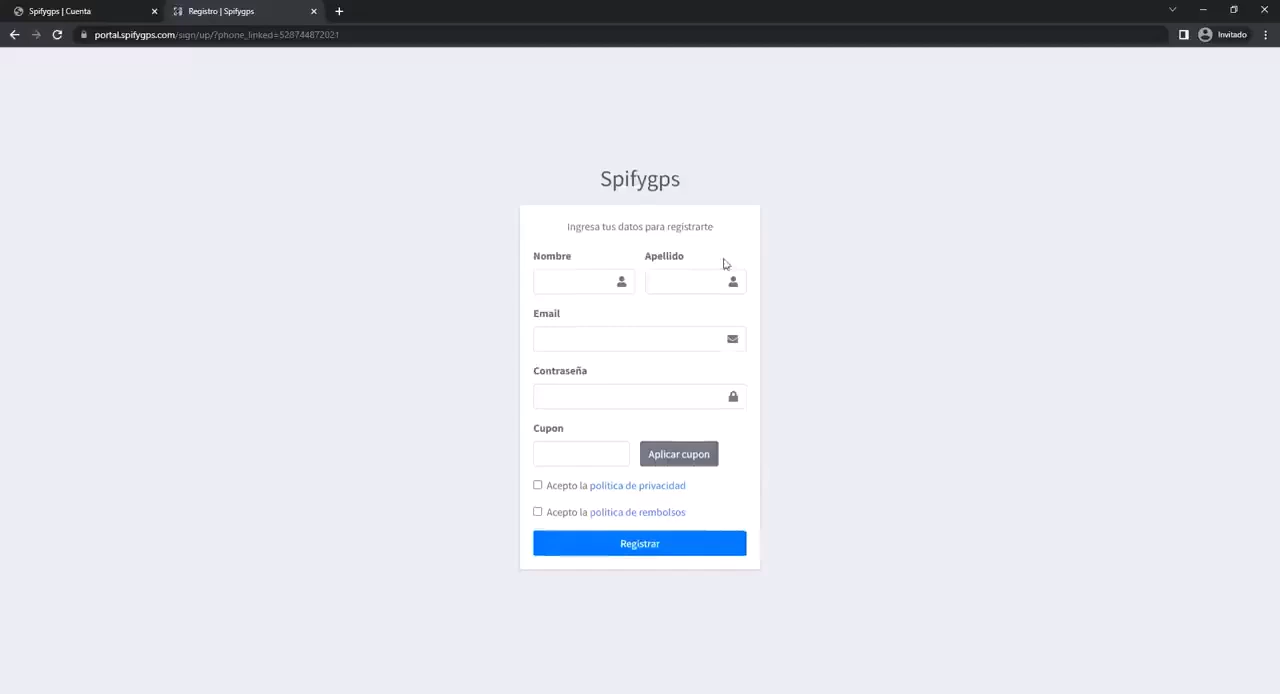 Spifygps | Cuenta
Registro | Spifygps
portal.spifygps.com/sign/up/?phone_linked=528744872021
Invitado
Spifygps
Ingresa tus datos para registrarte
Nombre
Apellido
Email
Contraseña
Cupon
Aplicar cupon
Acepto la politica de privacidad
Acepto la politica de rembolsos
Registrar